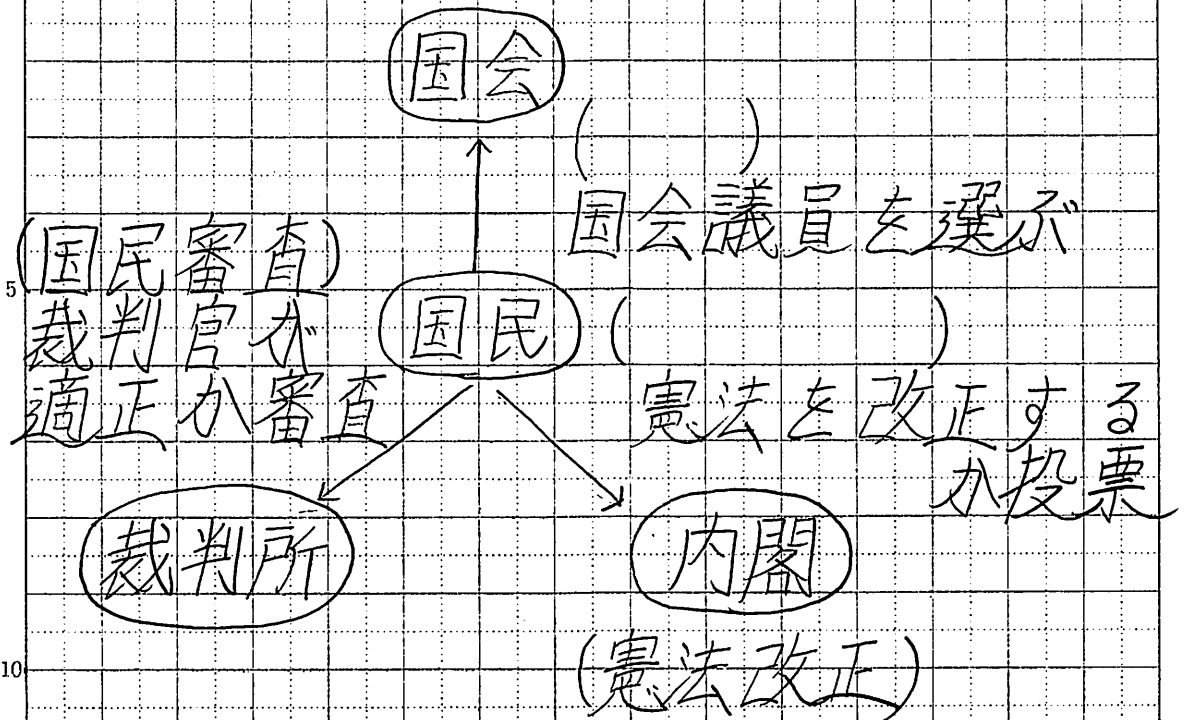 国会
(　　)
国会議員を選ぶ
(国民審査)
裁判官が
適正か審査
国民
(　　　　)
憲法を改正する
か投票
裁判所
内閣
(憲法改正)
5
10